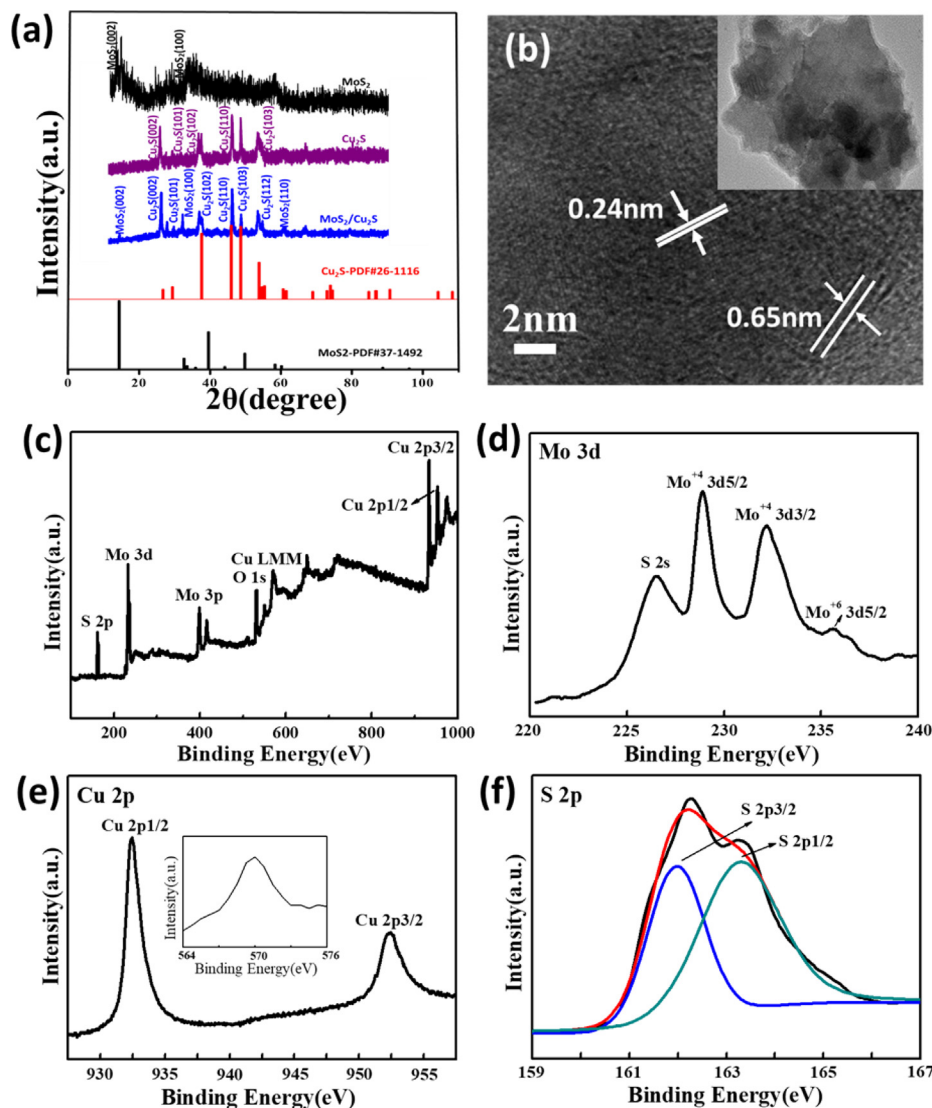 (a)
MoS₂(002)
MoS₂(100)
MoS₂
Cu₂S(002)
Cu₂S(101)
Cu₂S(102)
Cu₂S(110)
Cu₂S(103)
Cu₂S
MoS₂(002)
Cu₂S(002)
Cu₂S(101)
MoS₂(100)
Cu₂S(102)
Cu₂S(110)
Cu₂S(103)
Cu₂S(112)
MoS₂(110)
MoS₂/Cu₂S
Cu₂S-PDF#26-1116
MoS2-PDF#37-1492
Intensity(a.u.)
0 20 40 60 80 100
2θ(degree)
(b)
0.24nm
0.65nm
2nm
(c)
Cu 2p3/2
Cu 2p1/2
Mo 3d
Cu LMM
O 1s
Mo 3p
S 2p
Intensity(a.u.)
200 400 600 800 1000
Binding Energy(eV)
(d)
Mo 3d
Mo⁺⁴ 3d5/2
Mo⁺⁴ 3d3/2
S 2s
Mo⁺⁶ 3d5/2
Intensity(a.u.)
220 225 230 235 240
Binding Energy(eV)
(e)
Cu 2p
Cu 2p1/2
Cu 2p3/2
Intensity(a.u.)
564 570 576
Binding Energy(eV)
Intensity(a.u.)
930 935 940 945 950 955
Binding Energy(eV)
(f)
S 2p
S 2p3/2
S 2p1/2
Intensity(a.u.)
159 161 163 165 167
Binding Energy(eV)